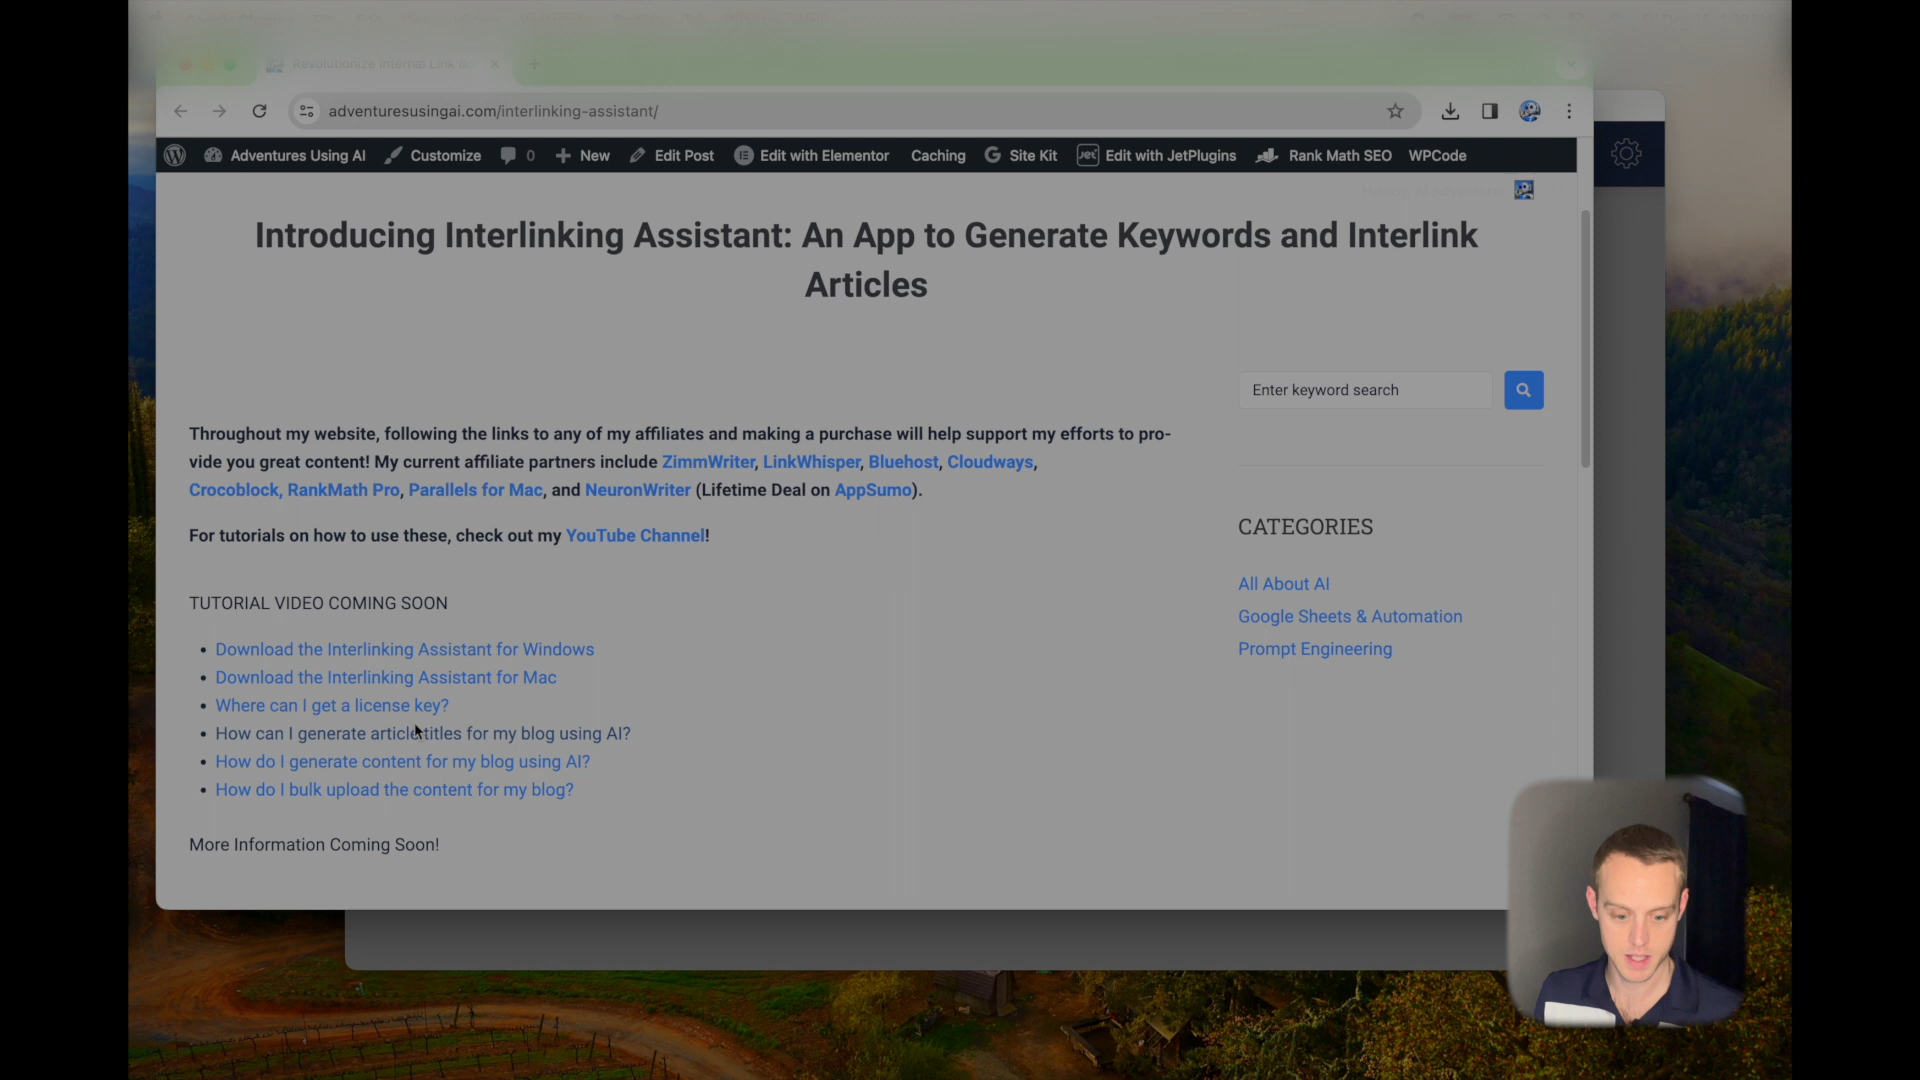 Revolutionize Internal Link
adventuresusingai.com/interlinking-assistant/
Adventures Using AI Customize 0 New Edit Post Edit with Elementor Caching Site Kit Edit with JetPlugins Rank Math SEO WPCode
Introducing Interlinking Assistant: An App to Generate Keywords and Interlink
Articles
Enter keyword search
Throughout my website, following the links to any of my affiliates and making a purchase will help support my efforts to pro-
vide you great content! My current affiliate partners include ZimmWriter, LinkWhisper, Bluehost, Cloudways,
Crocoblock, RankMath Pro, Parallels for Mac, and NeuronWriter (Lifetime Deal on AppSumo).
For tutorials on how to use these, check out my YouTube Channel!
CATEGORIES
All About AI
Google Sheets & Automation
Prompt Engineering
TUTORIAL VIDEO COMING SOON
• Download the Interlinking Assistant for Windows
• Download the Interlinking Assistant for Mac
• Where can I get a license key?
• How can I generate article titles for my blog using AI?
• How do I generate content for my blog using AI?
• How do I bulk upload the content for my blog?
More Information Coming Soon!